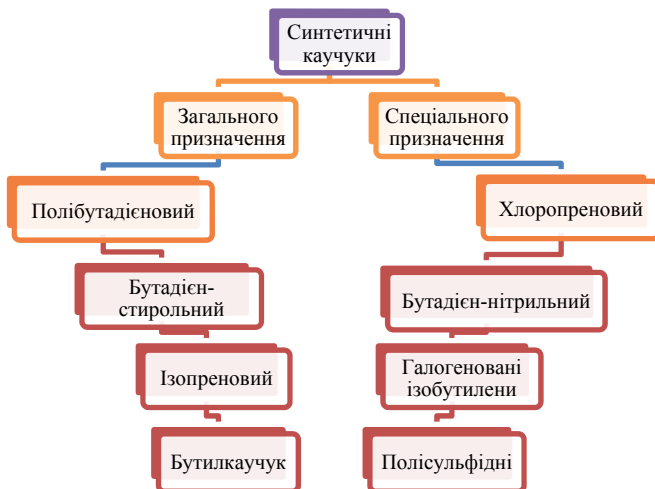 Синтетичні
каучуки
Загального
призначення
Спеціального
призначення
Полібутадієновий
Хлоропреновий
Бутадієн-
стирольний
Бутадієн-нітрильний
Ізопреновий
Галогеновані
ізобутилени
Бутилкаучук
Полісульфідні